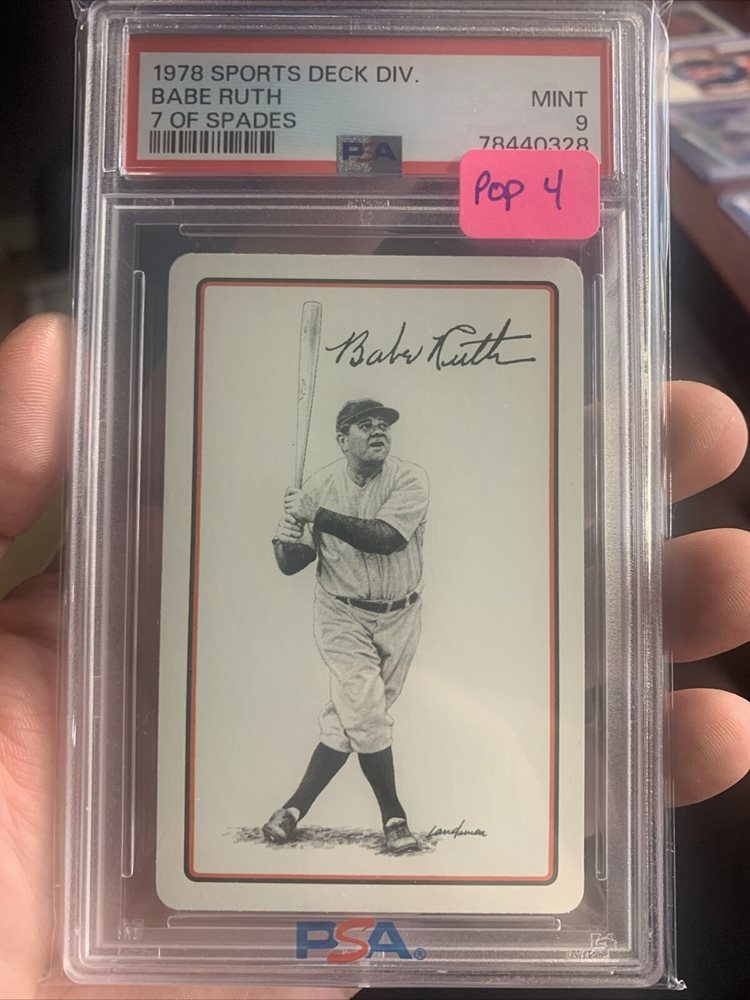 1978 SPORTS DECK DIV.
BABE RUTH MINT
7 OF SPADES 9
78440328
PSA
Pop 4
Babe Ruth
Landsman
PSA®